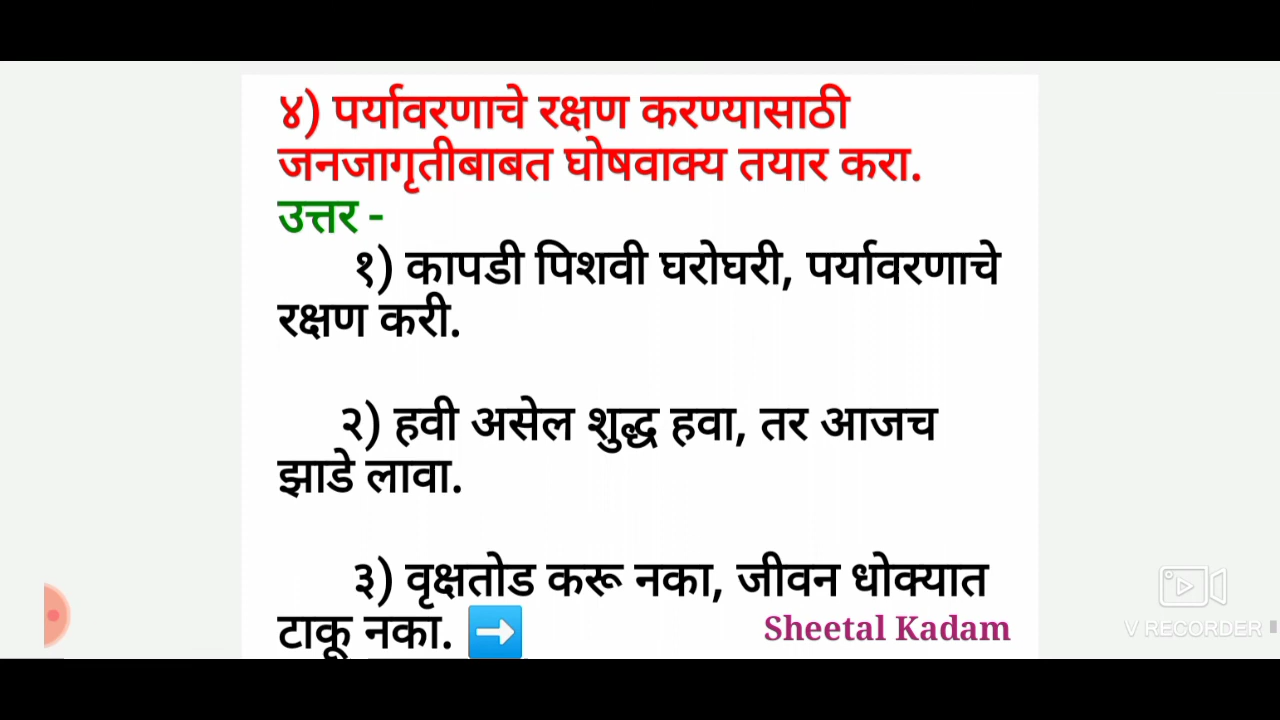 ४) पर्यावरणाचे रक्षण करण्यासाठी
जनजागृतीबाबत घोषवाक्य तयार करा.
उत्तर -
१) कापडी पिशवी घरोघरी, पर्यावरणाचे
रक्षण करी.
२) हवी असेल शुद्ध हवा, तर आजच
झाडे लावा.
३) वृक्षतोड करू नका, जीवन धोक्यात
टाकू नका. ➡️
Sheetal Kadam
V RECORDER